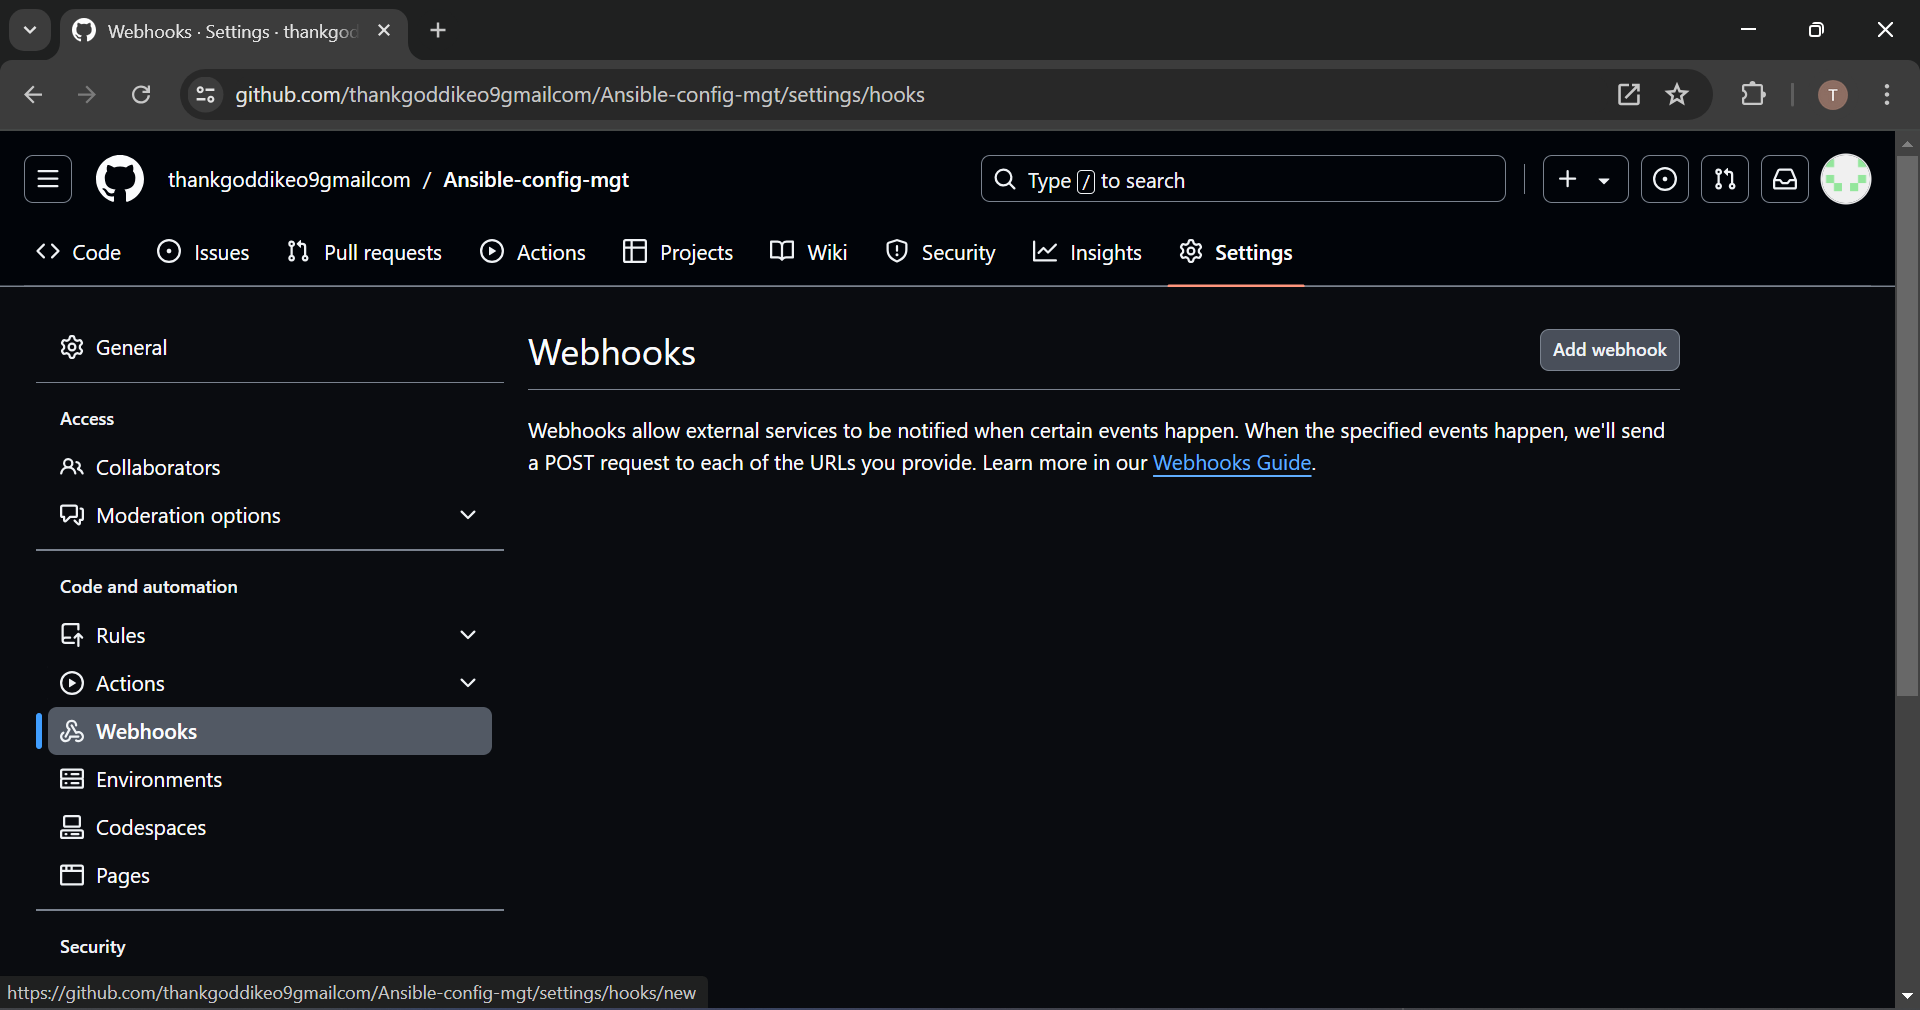 Webhooks · Settings · thankgod
github.com/thankgoddikeo9gmailcom/Ansible-config-mgt/settings/hooks
T
thankgoddikeo9gmailcom / Ansible-config-mgt
Type / to search
Code
Issues
Pull requests
Actions
Projects
Wiki
Security
Insights
Settings
General
Access
Collaborators
Moderation options
Code and automation
Rules
Actions
Webhooks
Environments
Codespaces
Pages
Security
Webhooks
Add webhook
Webhooks allow external services to be notified when certain events happen. When the specified events happen, we'll send
a POST request to each of the URLs you provide. Learn more in our Webhooks Guide.
https://github.com/thankgoddikeo9gmailcom/Ansible-config-mgt/settings/hooks/new